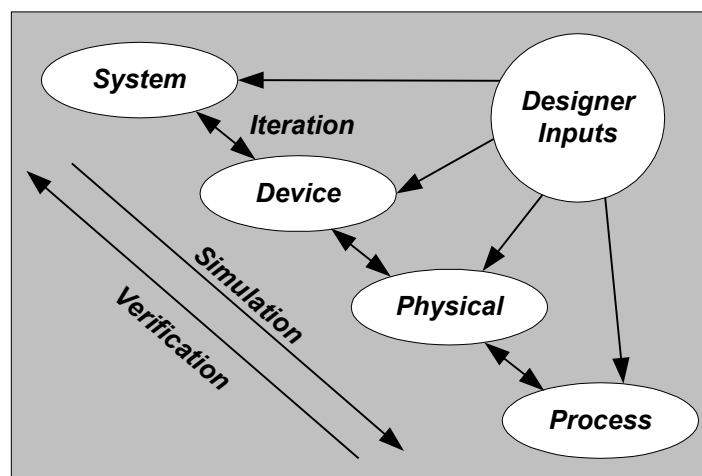 System
Designer
Inputs
Iteration
Device
Simulation
Verification
Physical
Process